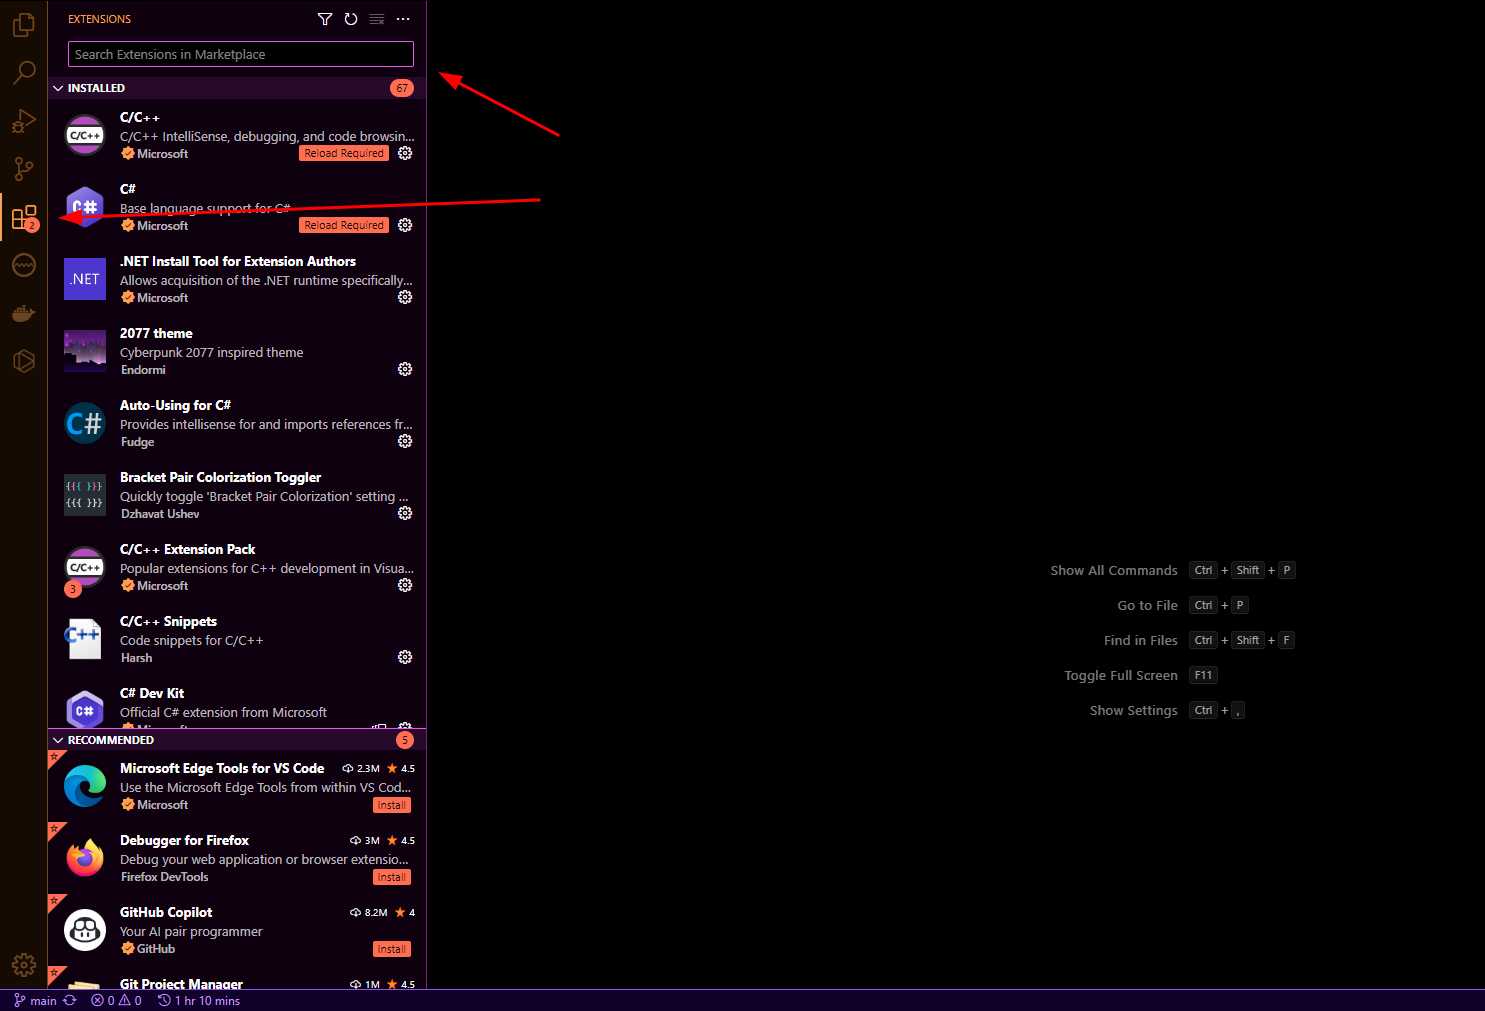 EXTENSIONS
Search Extensions in Marketplace
INSTALLED 67
C/C++
C/C++ IntelliSense, debugging, and code browsin...
Microsoft Reload Required
C#
Base language support for C#
Microsoft Reload Required
2
.NET Install Tool for Extension Authors
Allows acquisition of the .NET runtime specifically...
Microsoft
.NET
2077 theme
Cyberpunk 2077 inspired theme
Endormi
Auto-Using for C#
Provides intellisense for and imports references fr...
Fudge
C#
Bracket Pair Colorization Toggler
Quickly toggle 'Bracket Pair Colorization' setting ...
Dzhavat Ushev
{{{ }}}
{{{ }}}
C/C++ Extension Pack
Popular extensions for C++ development in Visua...
Microsoft
C/C++
3
C/C++ Snippets
Code snippets for C/C++
Harsh
C++
C# Dev Kit
Official C# extension from Microsoft
Microsoft
C#
RECOMMENDED 5
Microsoft Edge Tools for VS Code 2.3M 4.5
Use the Microsoft Edge Tools from within VS Cod...
Microsoft Install
Debugger for Firefox 3M 4.5
Debug your web application or browser extensio...
Firefox DevTools Install
GitHub Copilot 8.2M 4
Your AI pair programmer
GitHub Install
Git Project Manager 1M 4.5
Show All Commands Ctrl + Shift + P
Go to File Ctrl + P
Find in Files Ctrl + Shift + F
Toggle Full Screen F11
Show Settings Ctrl + ,
main 0 0 1 hr 10 mins